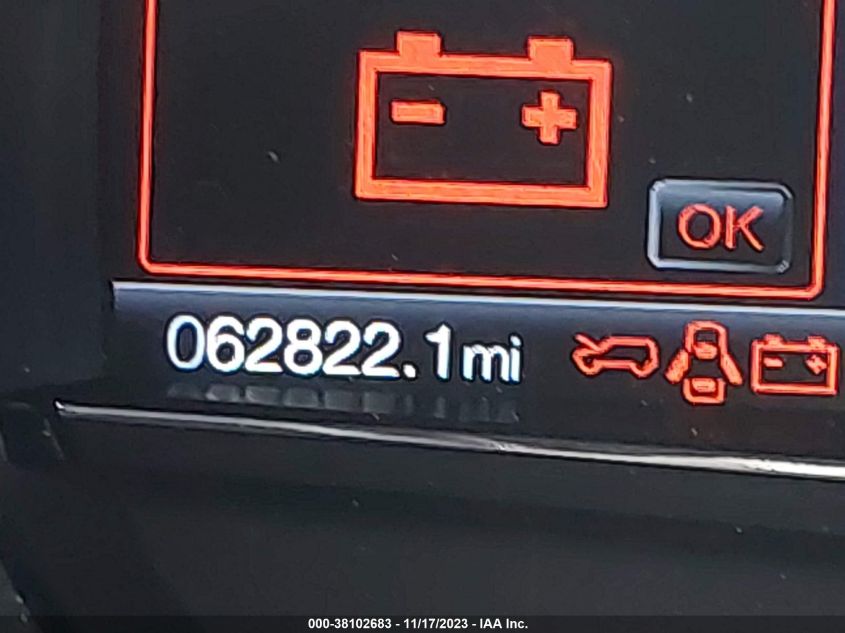 OK
062822.1mi
000-38102683 - 11/17/2023 - IAA Inc.